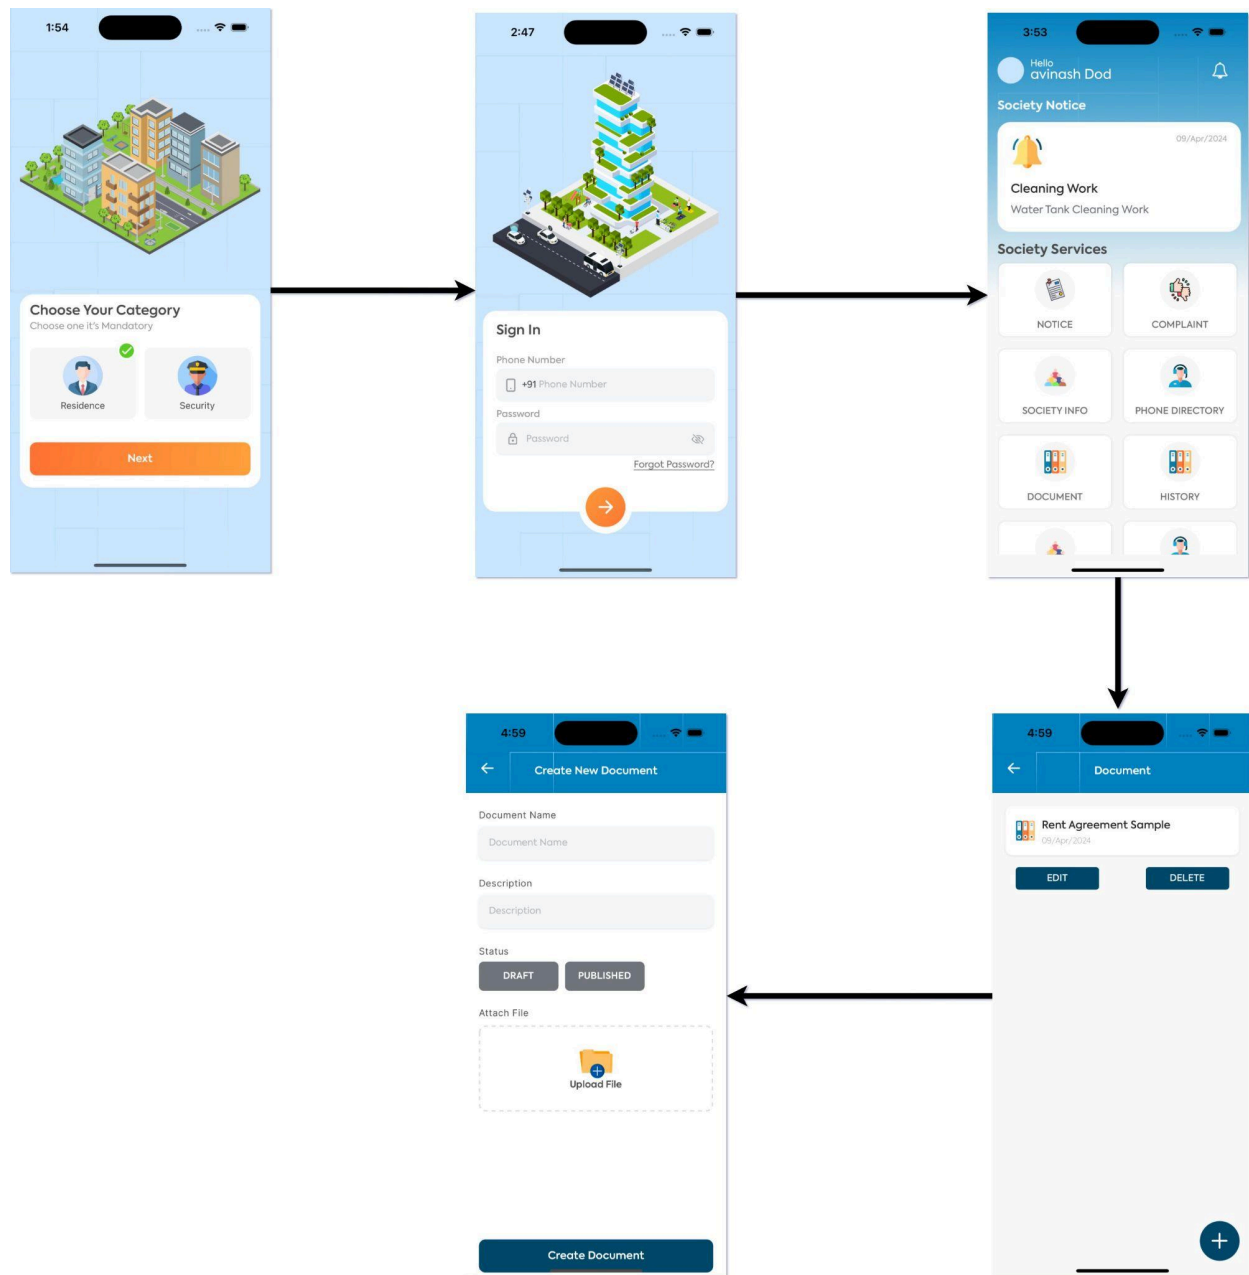 1:54
Choose Your Category
Choose one it's Mandatory
Residence
Security
Next
2:47
Sign In
Phone Number
+91 Phone Number
Password
Password
Forgot Password?
3:53
Hello
avinash Dod
Society Notice
09/Apr/2024
Cleaning Work
Water Tank Cleaning Work
Society Services
NOTICE
COMPLAINT
SOCIETY INFO
PHONE DIRECTORY
DOCUMENT
HISTORY
4:59
Document
Rent Agreement Sample
09/Apr/2024
EDIT
DELETE
4:59
Create New Document
Document Name
Document Name
Description
Description
Status
DRAFT
PUBLISHED
Attach File
Upload File
Create Document